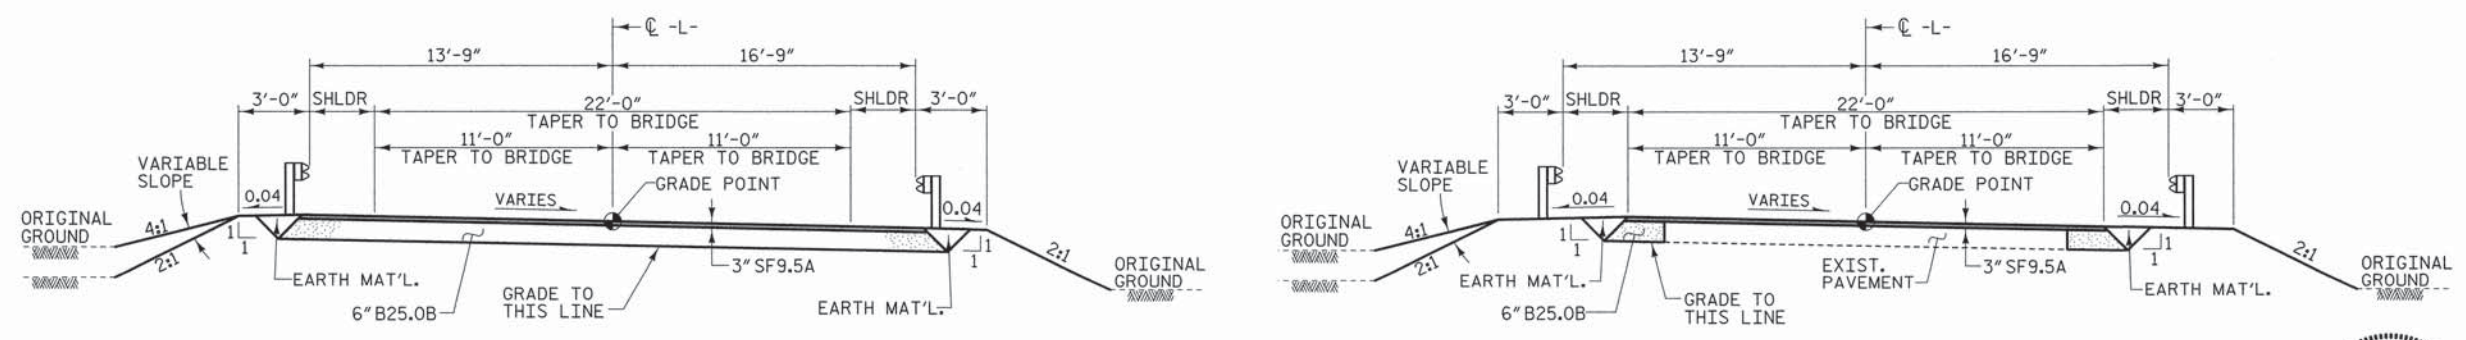 ℄ -L-
13'-9" 16'-9"
3'-0" SHLDR 22'-0" SHLDR 3'-0"
TAPER TO BRIDGE
11'-0" 11'-0"
TAPER TO BRIDGE TAPER TO BRIDGE
VARIABLE
SLOPE
GRADE POINT
0.04 VARIES 0.04
ORIGINAL
GROUND
4:1
2:1
1
1
1
1
2:1
EARTH MAT'L.
3" SF9.5A
6" B25.0B
GRADE TO
THIS LINE
EARTH MAT'L.
ORIGINAL
GROUND
℄ -L-
13'-9" 16'-9"
3'-0" SHLDR 22'-0" SHLDR 3'-0"
TAPER TO BRIDGE
11'-0" 11'-0"
TAPER TO BRIDGE TAPER TO BRIDGE
VARIABLE
SLOPE
GRADE POINT
0.04 VARIES 0.04
ORIGINAL
GROUND
4:1
2:1
1
1
1
1
2:1
EARTH MAT'L.
6" B25.0B
GRADE TO
THIS LINE
EXIST.
PAVEMENT
3" SF9.5A
EARTH MAT'L.
ORIGINAL
GROUND